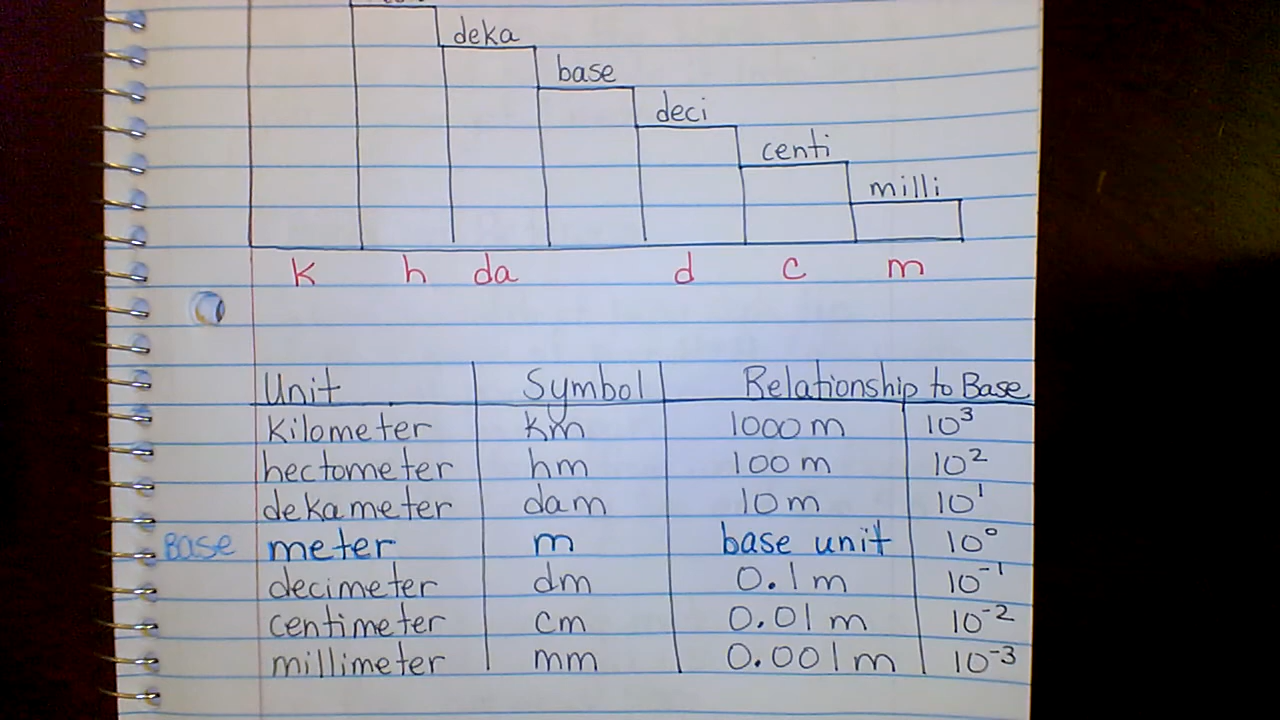 deka
base
deci
centi
milli
k h da d c m
Unit Symbol Relationship to Base
kilometer km 1000 m 10³
hectometer hm 100 m 10²
dekameter dam 10 m 10¹
BASE meter m base unit 10⁰
decimeter dm 0.1 m 10⁻¹
centimeter cm 0.01 m 10⁻²
millimeter mm 0.001 m 10⁻³